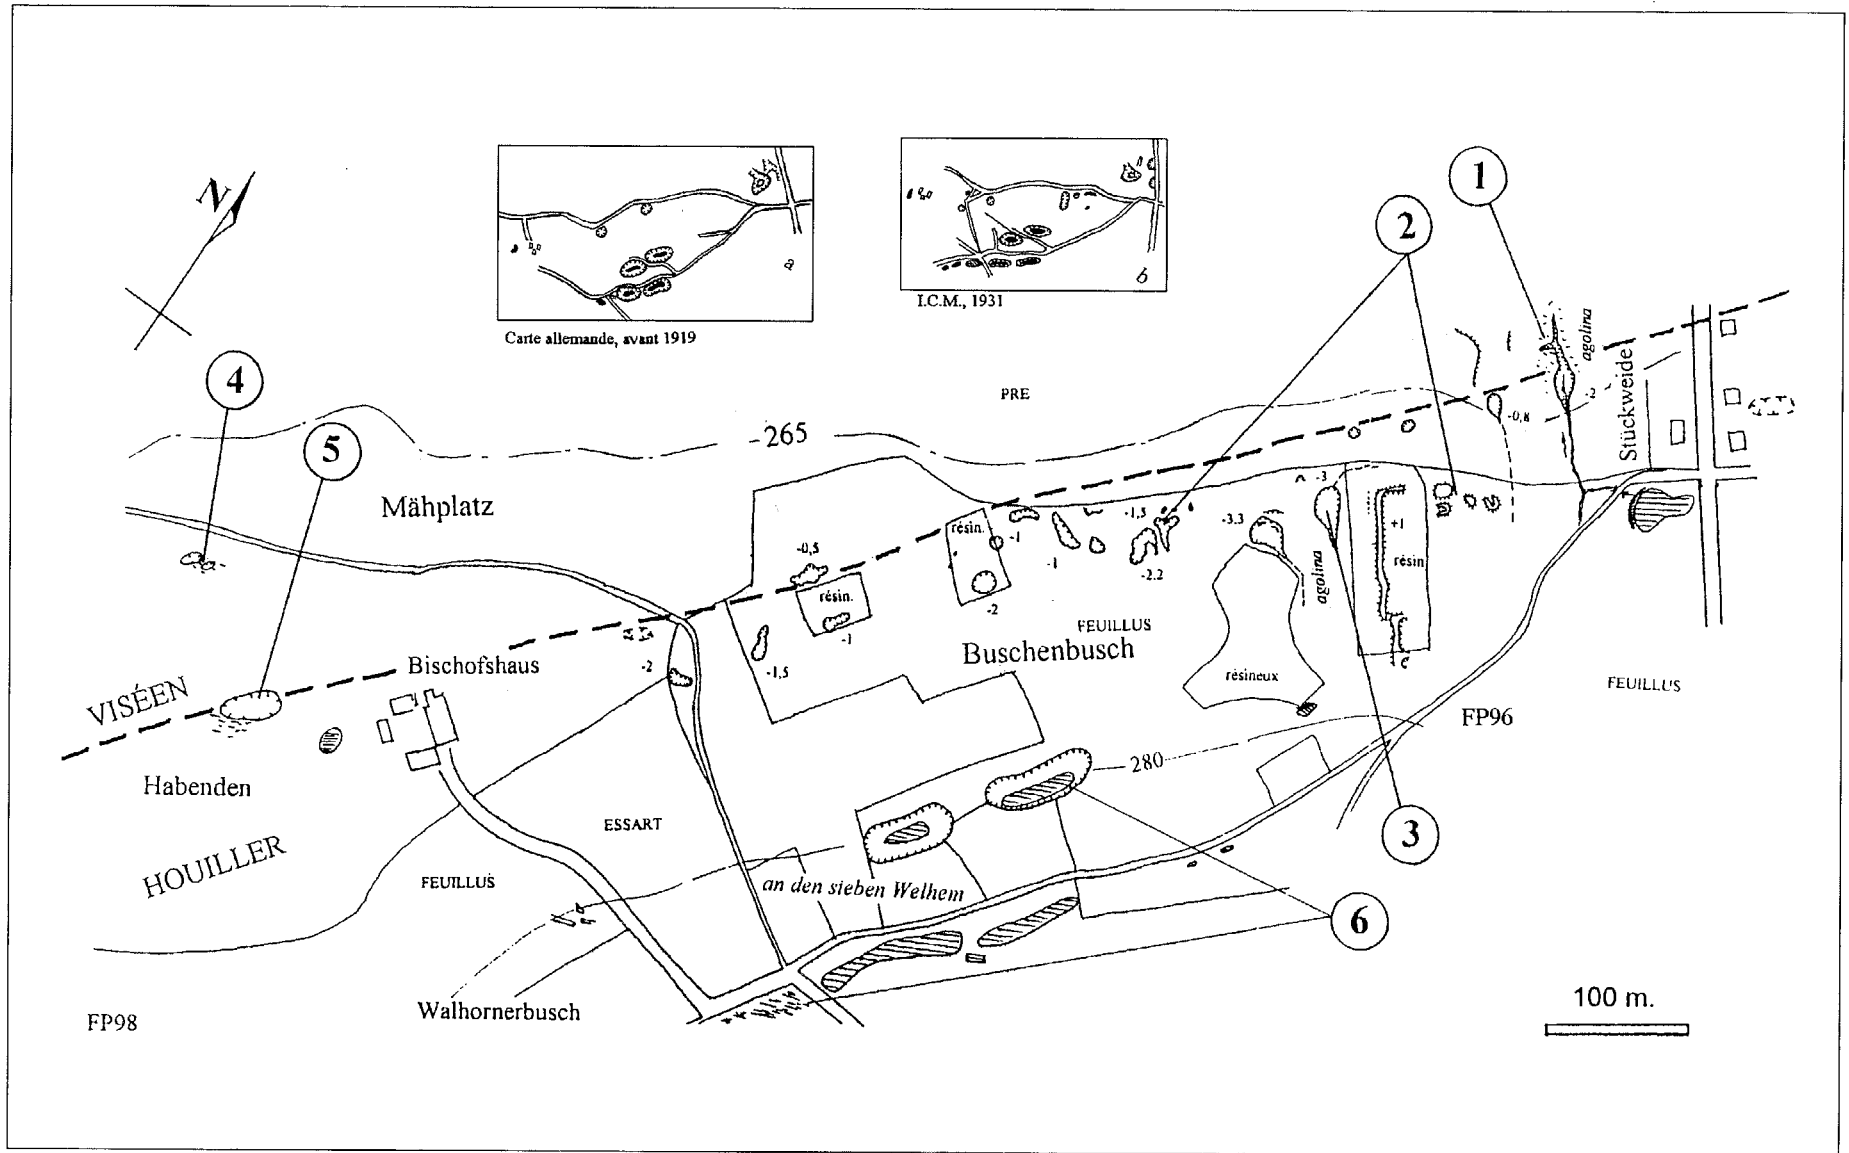 N
a
Carte allemande, avant 1919
b
I.C.M., 1931
1
2
4
5
PRE
agolina
-2
Stückweide
-0,8
-265
Mähplatz
-3
-1,5
-3.3
+1
résin
résin.
-1
-1
-2.2
-0,5
résin.
-1
-2
agolina
FEUILLUS
Buschenbusch
-1,5
-2
Bischofshaus
VISÉEN
résineux
FEUILLUS
FP96
Habenden
280
HOUILLER
ESSART
3
FEUILLUS
an den sieben Welhem
6
Walhornerbusch
FP98
100 m.